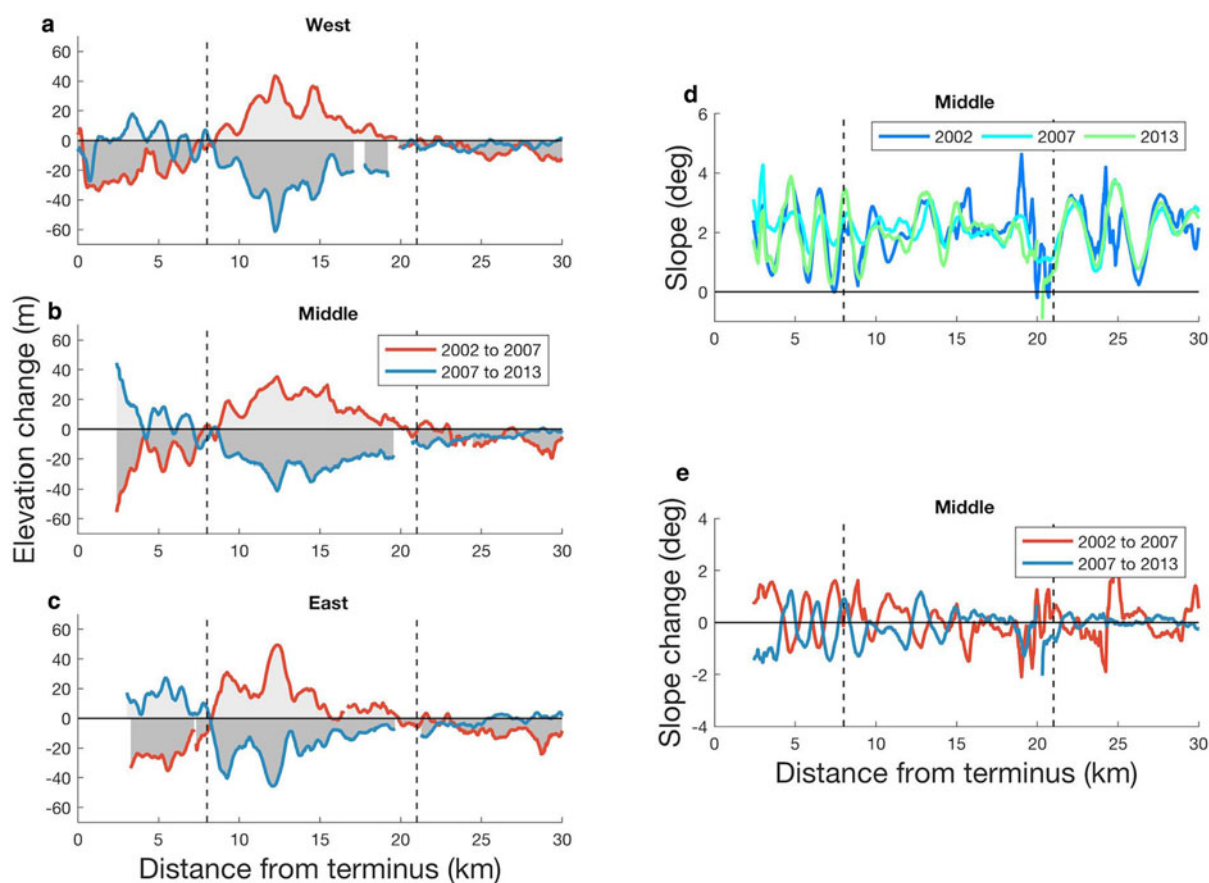 a
West
60
40
20
0
-20
-40
-60
0 5 10 15 20 25 30
b
Middle
60
40
20
0
-20
-40
-60
2002 to 2007
2007 to 2013
0 5 10 15 20 25 30
c
East
60
40
20
0
-20
-40
-60
0 5 10 15 20 25 30
Elevation change (m)
Distance from terminus (km)
d
Middle
2002 2007 2013
6
4
2
0
Slope (deg)
0 5 10 15 20 25 30
e
Middle
2002 to 2007
2007 to 2013
4
2
0
-2
-4
Slope change (deg)
0 5 10 15 20 25 30
Distance from terminus (km)